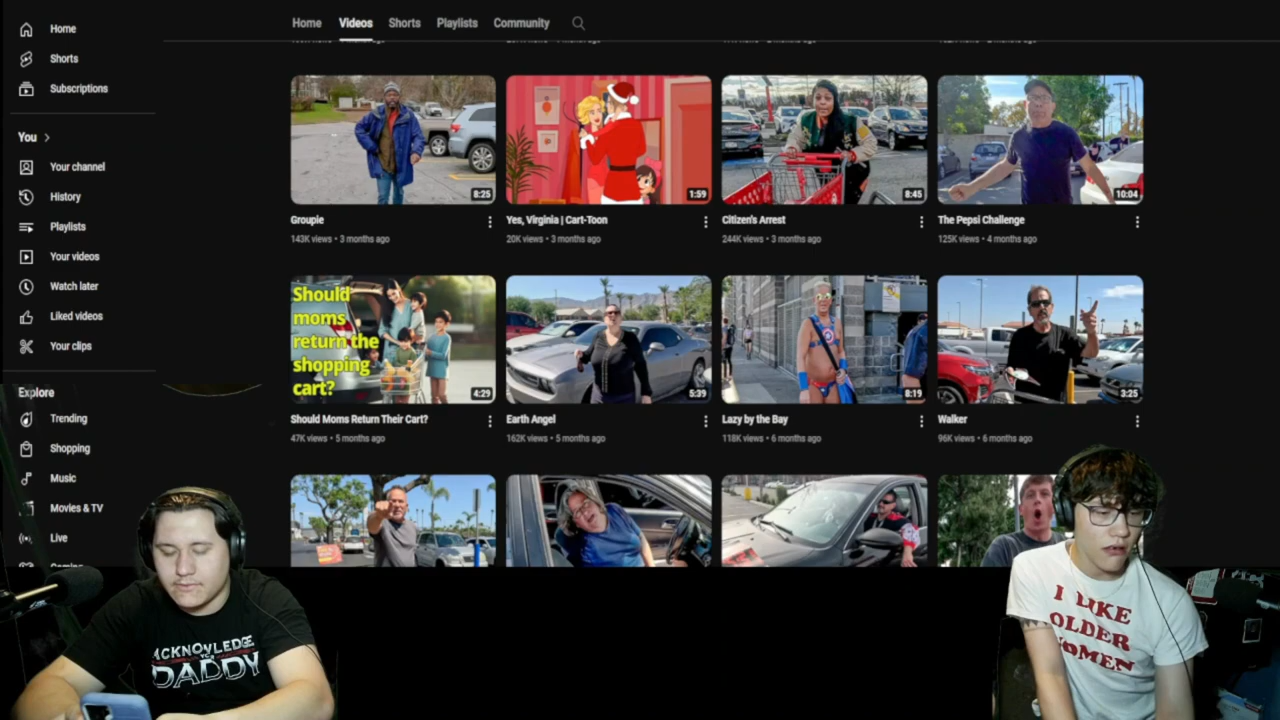 Home
Shorts
Subscriptions
You
Your channel
History
Playlists
Your videos
Watch later
Liked videos
Your clips
Explore
Trending
Shopping
Music
Movies & TV
Live
Home Videos Shorts Playlists Community
8:25
Groupie
143K views • 3 months ago
1:59
Yes, Virginia | Cart-Toon
20K views • 3 months ago
8:45
Citizen's Arrest
244K views • 3 months ago
10:04
The Pepsi Challenge
125K views • 4 months ago
Should
moms
return the
shopping
cart?
4:29
Should Moms Return Their Cart?
47K views • 5 months ago
5:39
Earth Angel
162K views • 5 months ago
8:19
Lazy by the Bay
118K views • 6 months ago
3:25
Walker
96K views • 6 months ago
ACKNOWLEDGE
YOUR
DADDY
I LIKE
OLDER
WOMEN